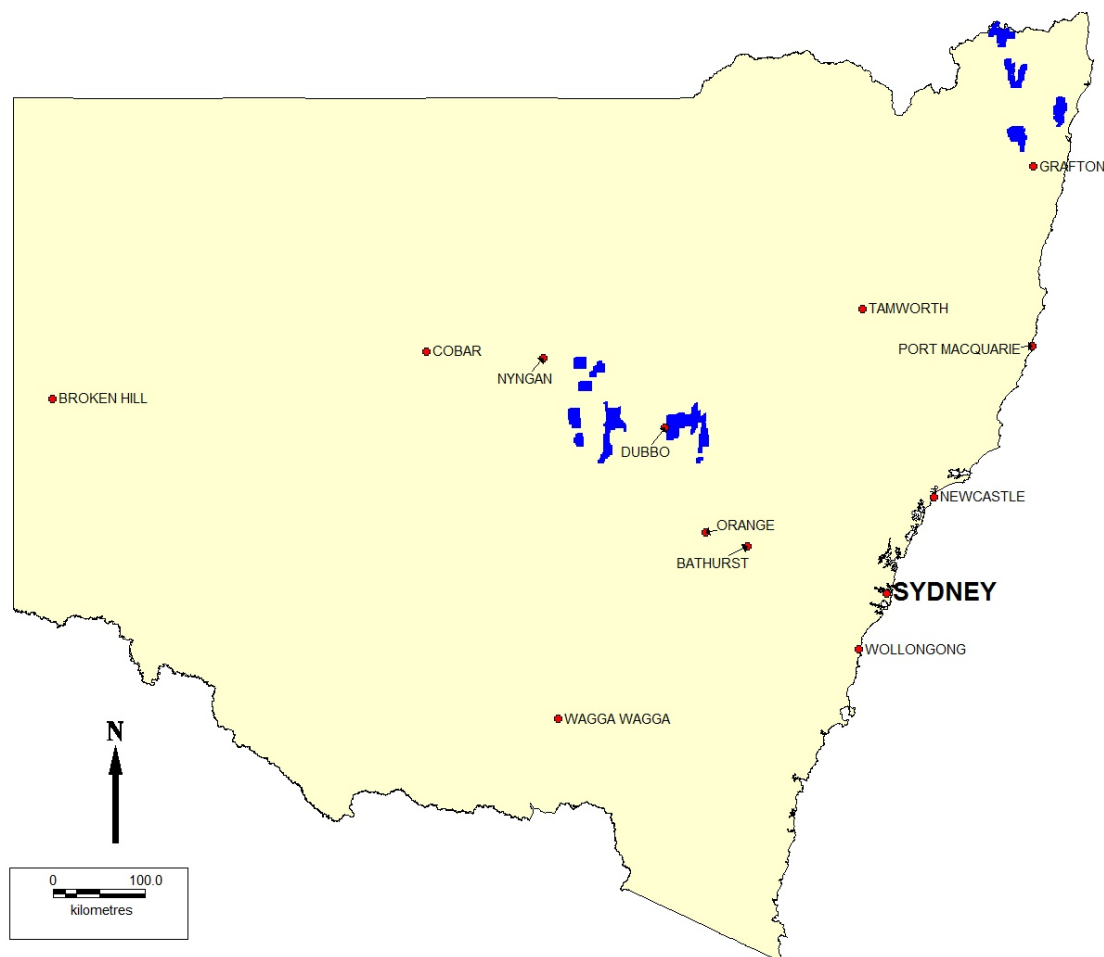 GRAFTON
TAMWORTH
PORT MACQUARIE
COBAR
NYNGAN
BROKEN HILL
DUBBO
NEWCASTLE
ORANGE
BATHURST
SYDNEY
WOLLONGONG
WAGGA WAGGA
N
0 100.0
kilometres